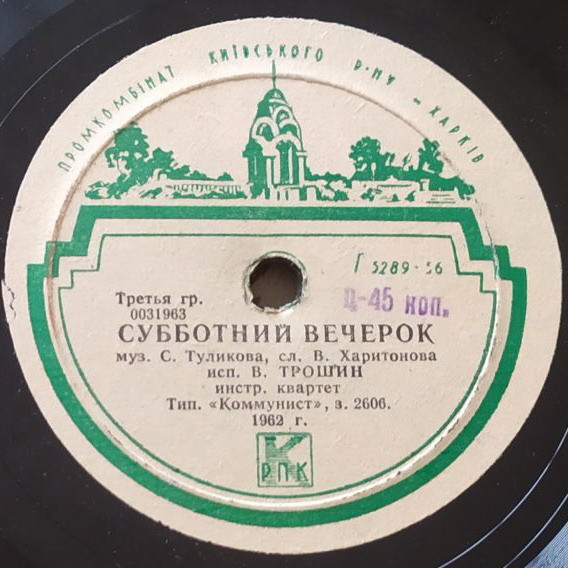 ПРОМКОМБІНАТ КИЇВСЬКОГО Р-НУ — ХАРКІВ
Г 5289-56
Третья гр.
Ц-45 коп.
0031963
СУББОТНИЙ ВЕЧЕРОК
муз. С. Туликова, сл. В. Харитонова
исп. В. ТРОШИН
инстр. квартет
Тип. «Коммунист», з. 2606.
1962 г.
К
РПК